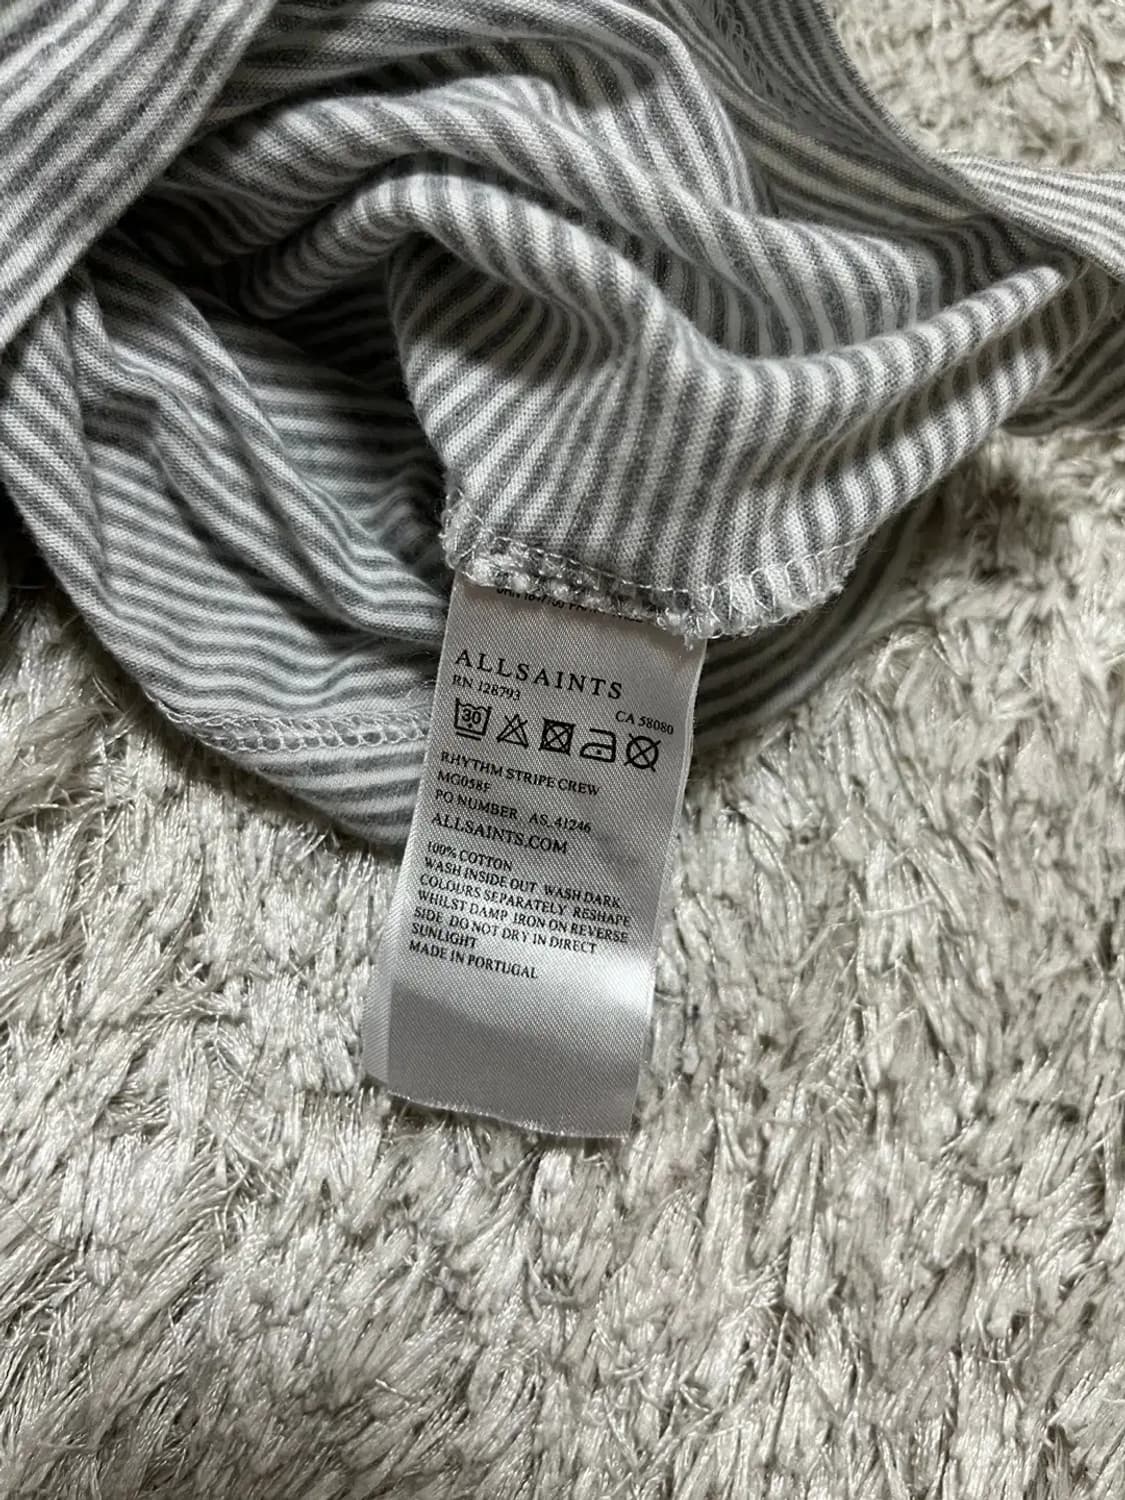 ALLSAINTS
RN 128793
CA 58080
30
RHYTHM STRIPE CREW
MG058F
PO NUMBER AS_41246
ALLSAINTS.COM
100% COTTON
WASH INSIDE OUT WASH DARK
COLOURS SEPARATELY RESHAPE
WHILST DAMP IRON ON REVERSE
SIDE DO NOT DRY IN DIRECT
SUNLIGHT
MADE IN PORTUGAL